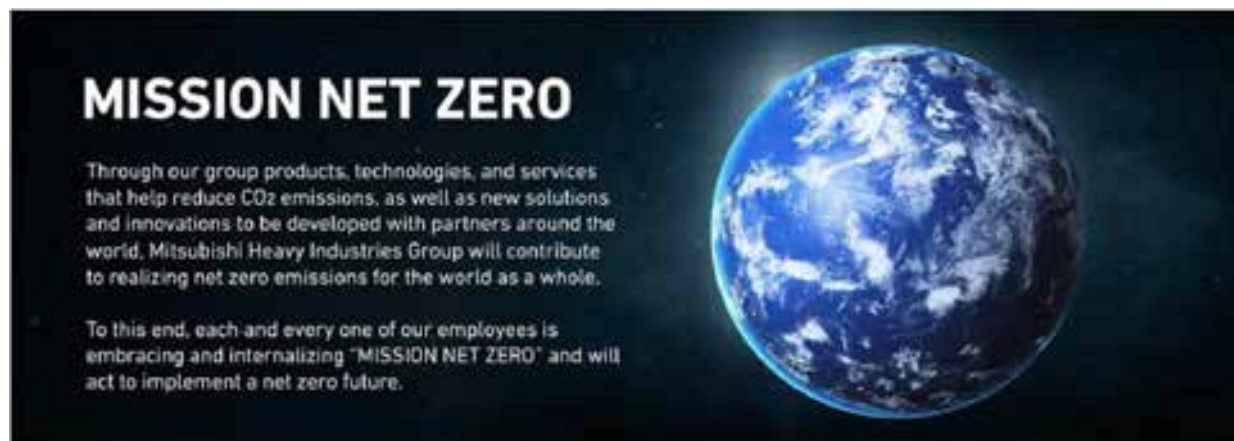 MISSION NET ZERO
Through our group products, technologies, and services
that help reduce CO2 emissions, as well as new solutions
and innovations to be developed with partners around the
world, Mitsubishi Heavy Industries Group will contribute
to realizing net zero emissions for the world as a whole.
To this end, each and every one of our employees is
embracing and internalizing "MISSION NET ZERO" and will
act to implement a net zero future.